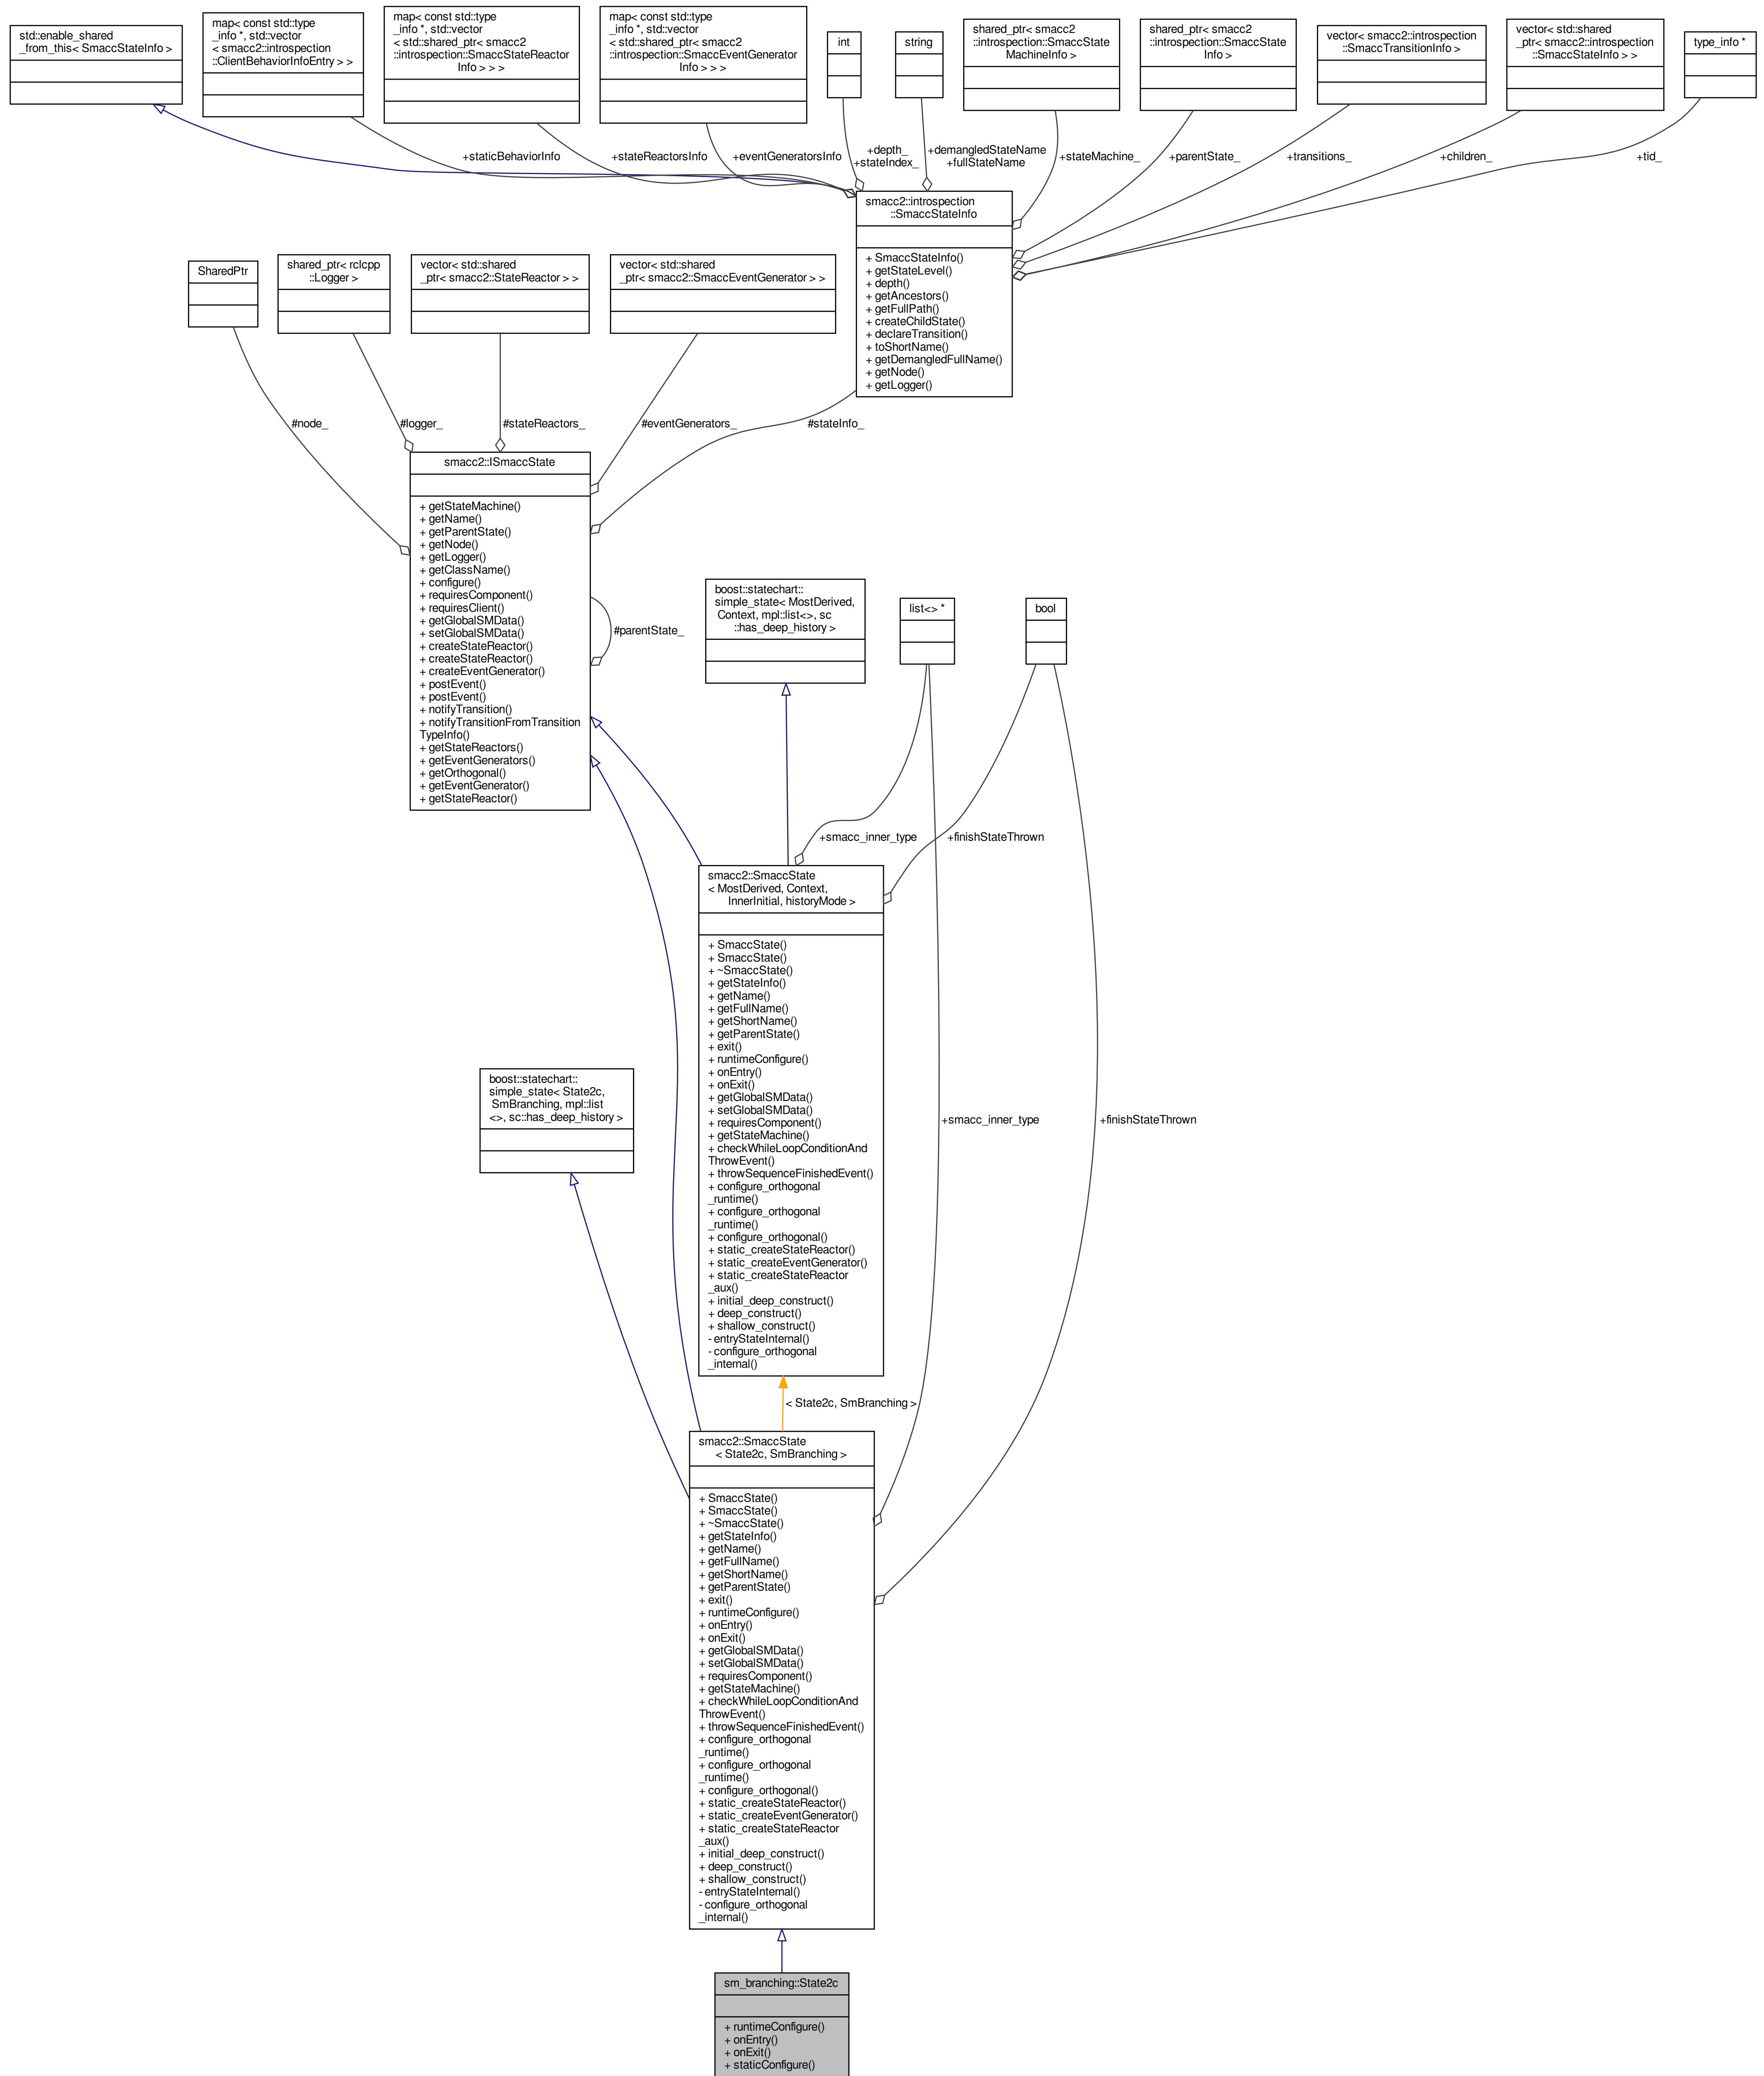 std::enable_shared
_from_this< SmaccStateInfo >
map< const std::type
_info *, std::vector
< smacc2::introspection
::ClientBehaviorInfoEntry > >
map< const std::type
_info *, std::vector
< std::shared_ptr< smacc2
::introspection::SmaccStateReactor
Info > > >
map< const std::type
_info *, std::vector
< std::shared_ptr< smacc2
::introspection::SmaccEventGenerator
Info > > >
int
string
shared_ptr< smacc2
::introspection::SmaccState
MachineInfo >
shared_ptr< smacc2
::introspection::SmaccState
Info >
vector< smacc2::introspection
::SmaccTransitionInfo >
vector< std::shared
_ptr< smacc2::introspection
::SmaccStateInfo > >
type_info *
+staticBehaviorInfo
+stateReactorsInfo
+eventGeneratorsInfo
+depth_
+stateIndex_
+demangledStateName
+fullStateName
+stateMachine_
+parentState_
+transitions_
+children_
+tid_
smacc2::introspection
::SmaccStateInfo
+ SmaccStateInfo()
+ getStateLevel()
+ depth()
+ getAncestors()
+ getFullPath()
+ createChildState()
+ declareTransition()
+ toShortName()
+ getDemangledFullName()
+ getNode()
+ getLogger()
SharedPtr
shared_ptr< rclcpp
::Logger >
vector< std::shared
_ptr< smacc2::StateReactor > >
vector< std::shared
_ptr< smacc2::SmaccEventGenerator > >
#node_
#logger_
#stateReactors_
#eventGenerators_
#stateInfo_
smacc2::ISmaccState
+ getStateMachine()
+ getName()
+ getParentState()
+ getNode()
+ getLogger()
+ getClassName()
+ configure()
+ requiresComponent()
+ requiresClient()
+ getGlobalSMData()
+ setGlobalSMData()
+ createStateReactor()
+ createStateReactor()
+ createEventGenerator()
+ postEvent()
+ postEvent()
+ notifyTransition()
+ notifyTransitionFromTransition
TypeInfo()
+ getStateReactors()
+ getEventGenerators()
+ getOrthogonal()
+ getEventGenerator()
+ getStateReactor()
#parentState_
boost::statechart::
simple_state< MostDerived,
Context, mpl::list<>, sc
::has_deep_history >
list<> *
bool
+smacc_inner_type
+finishStateThrown
smacc2::SmaccState
< MostDerived, Context,
InnerInitial, historyMode >
+ SmaccState()
+ SmaccState()
+ ~SmaccState()
+ getStateInfo()
+ getName()
+ getFullName()
+ getShortName()
+ getParentState()
+ exit()
+ runtimeConfigure()
+ onEntry()
+ onExit()
+ getGlobalSMData()
+ setGlobalSMData()
+ requiresComponent()
+ getStateMachine()
+ checkWhileLoopConditionAnd
ThrowEvent()
+ throwSequenceFinishedEvent()
+ configure_orthogonal
_runtime()
+ configure_orthogonal
_runtime()
+ configure_orthogonal()
+ static_createStateReactor()
+ static_createEventGenerator()
+ static_createStateReactor
_aux()
+ initial_deep_construct()
+ deep_construct()
+ shallow_construct()
- entryStateInternal()
- configure_orthogonal
_internal()
boost::statechart::
simple_state< State2c,
SmBranching, mpl::list
<>, sc::has_deep_history >
+smacc_inner_type
+finishStateThrown
< State2c, SmBranching >
smacc2::SmaccState
< State2c, SmBranching >
+ SmaccState()
+ SmaccState()
+ ~SmaccState()
+ getStateInfo()
+ getName()
+ getFullName()
+ getShortName()
+ getParentState()
+ exit()
+ runtimeConfigure()
+ onEntry()
+ onExit()
+ getGlobalSMData()
+ setGlobalSMData()
+ requiresComponent()
+ getStateMachine()
+ checkWhileLoopConditionAnd
ThrowEvent()
+ throwSequenceFinishedEvent()
+ configure_orthogonal
_runtime()
+ configure_orthogonal
_runtime()
+ configure_orthogonal()
+ static_createStateReactor()
+ static_createEventGenerator()
+ static_createStateReactor
_aux()
+ initial_deep_construct()
+ deep_construct()
+ shallow_construct()
- entryStateInternal()
- configure_orthogonal
_internal()
sm_branching::State2c
+ runtimeConfigure()
+ onEntry()
+ onExit()
+ staticConfigure()